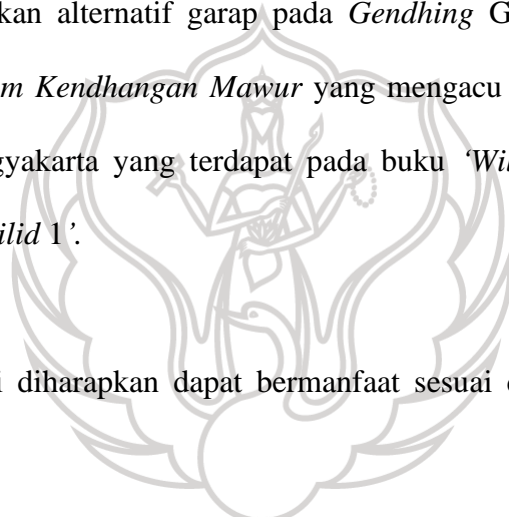 kan alternatif garap pada Gendhing G
m Kendhangan Mawur yang mengacu
gyakarta yang terdapat pada buku ‘Wil
ilid 1’.
i diharapkan dapat bermanfaat sesuai